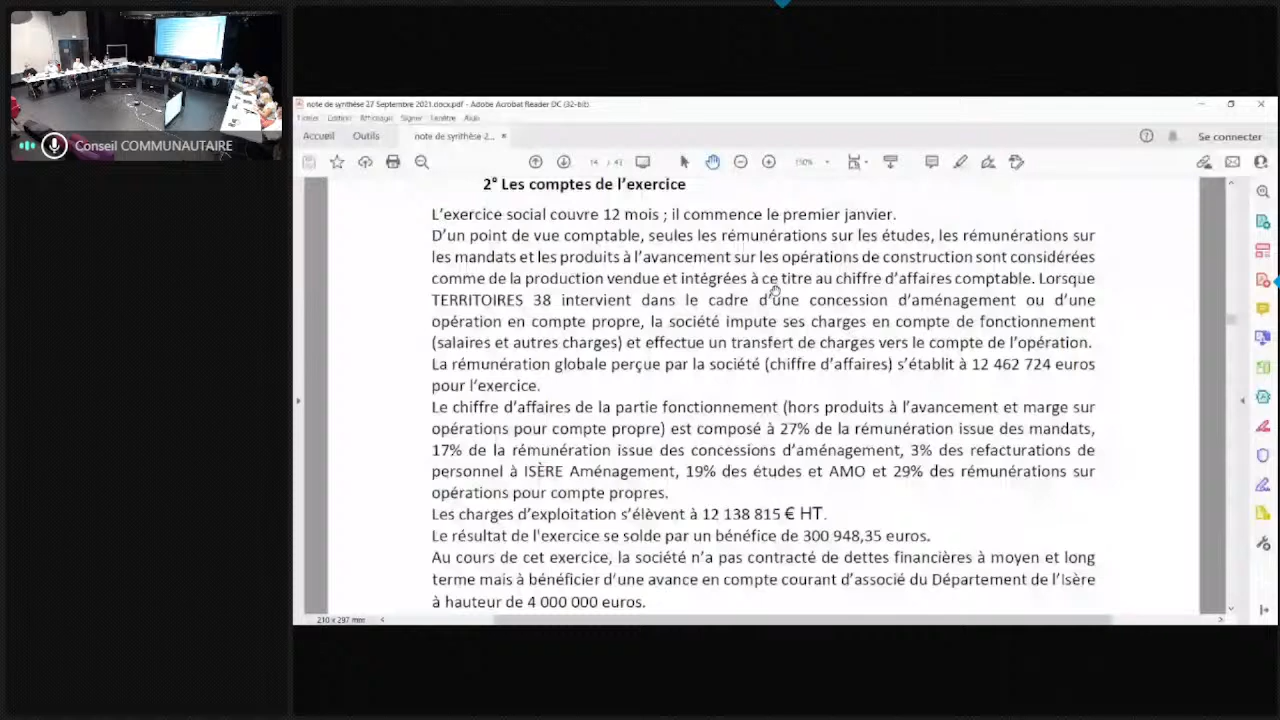 Conseil COMMUNAUTAIRE
note de synthèse 27 Septembre 2021.docx.pdf - Adobe Acrobat Reader DC (32-bit)
Fichier Edition Affichage Signer Fenêtre Aide
Accueil Outils note de synthèse 2... × Se connecter
14 / 41 150%
2° Les comptes de l'exercice
L'exercice social couvre 12 mois ; il commence le premier janvier.
D'un point de vue comptable, seules les rémunérations sur les études, les rémunérations sur
les mandats et les produits à l'avancement sur les opérations de construction sont considérées
comme de la production vendue et intégrées à ce titre au chiffre d'affaires comptable. Lorsque
TERRITOIRES 38 intervient dans le cadre d'une concession d'aménagement ou d'une
opération en compte propre, la société impute ses charges en compte de fonctionnement
(salaires et autres charges) et effectue un transfert de charges vers le compte de l'opération.
La rémunération globale perçue par la société (chiffre d'affaires) s'établit à 12 462 724 euros
pour l'exercice.
Le chiffre d'affaires de la partie fonctionnement (hors produits à l'avancement et marge sur
opérations pour compte propre) est composé à 27% de la rémunération issue des mandats,
17% de la rémunération issue des concessions d'aménagement, 3% des refacturations de
personnel à ISÈRE Aménagement, 19% des études et AMO et 29% des rémunérations sur
opérations pour compte propres.
Les charges d'exploitation s'élèvent à 12 138 815 € HT.
Le résultat de l'exercice se solde par un bénéfice de 300 948,35 euros.
Au cours de cet exercice, la société n'a pas contracté de dettes financières à moyen et long
terme mais à bénéficier d'une avance en compte courant d'associé du Département de l'Isère
à hauteur de 4 000 000 euros.
210 x 297 mm